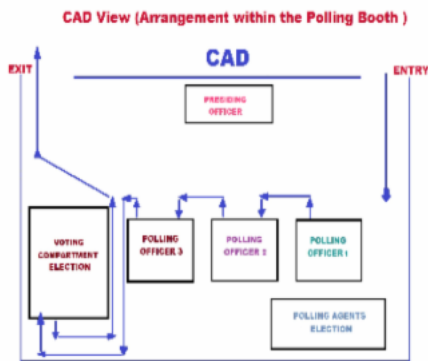 CAD View (Arrangement within the Polling Booth )
EXIT
CAD
ENTRY
PRESIDING
OFFICER
VOTING
COMPARTMENT
ELECTION
POLLING
OFFICER 3
POLLING
OFFICER 2
POLLING
OFFICER 1
POLLING AGENTS
ELECTION